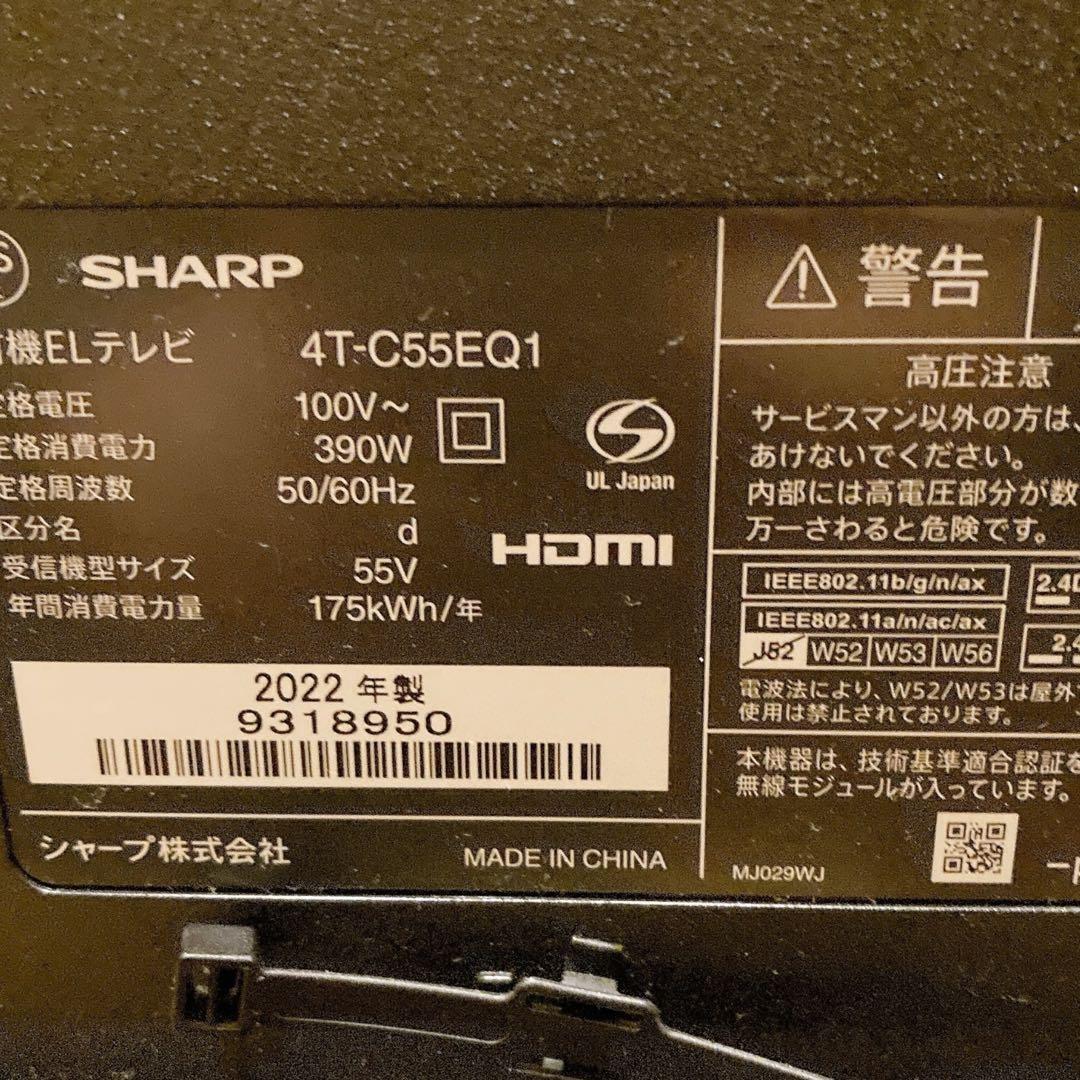 SHARP
機ELテレビ 4T-C55EQ1
格電圧 100V~
定格消費電力 390W
定格周波数 50/60Hz
区分名 d
受信機型サイズ 55V
年間消費電力量 175kWh/年
UL Japan
HDMI
2022 年製
9318950
シャープ株式会社
MADE IN CHINA
警告
高圧注意
サービスマン以外の方は、
あけないでください。
内部には高電圧部分が数
万一さわると危険です。
IEEE802.11b/g/n/ax
IEEE802.11a/n/ac/ax
J52 W52 W53 W56
2.4
2.4
電波法により、W52/W53は屋外
使用は禁止されております。
本機器は、技術基準適合認証を
無線モジュールが入っています。
MJ029WJ